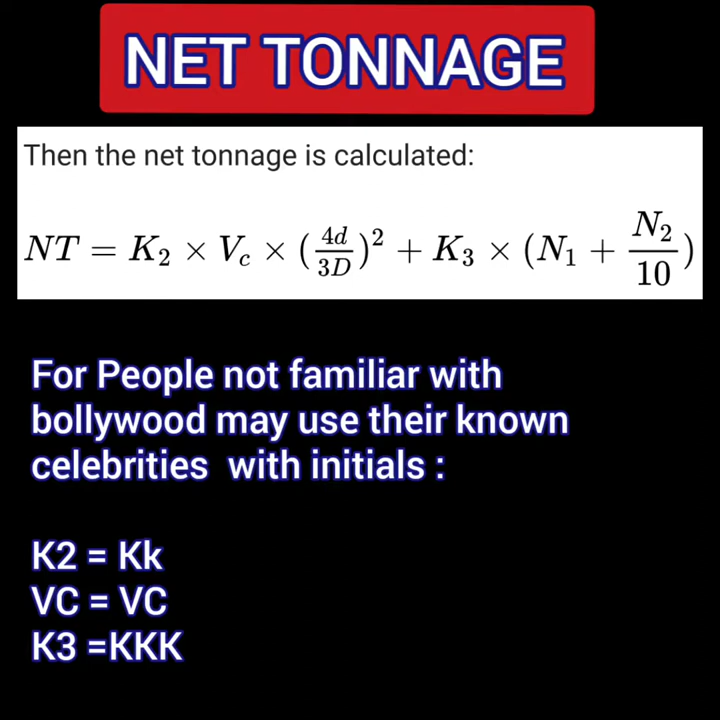 NET TONNAGE
Then the net tonnage is calculated:
NT = K₂ × V_c × (4d/3D)² + K₃ × (N₁ + N₂/10)
For People not familiar with
bollywood may use their known
celebrities with initials :
K2 = Kk
VC = VC
K3 =KKK